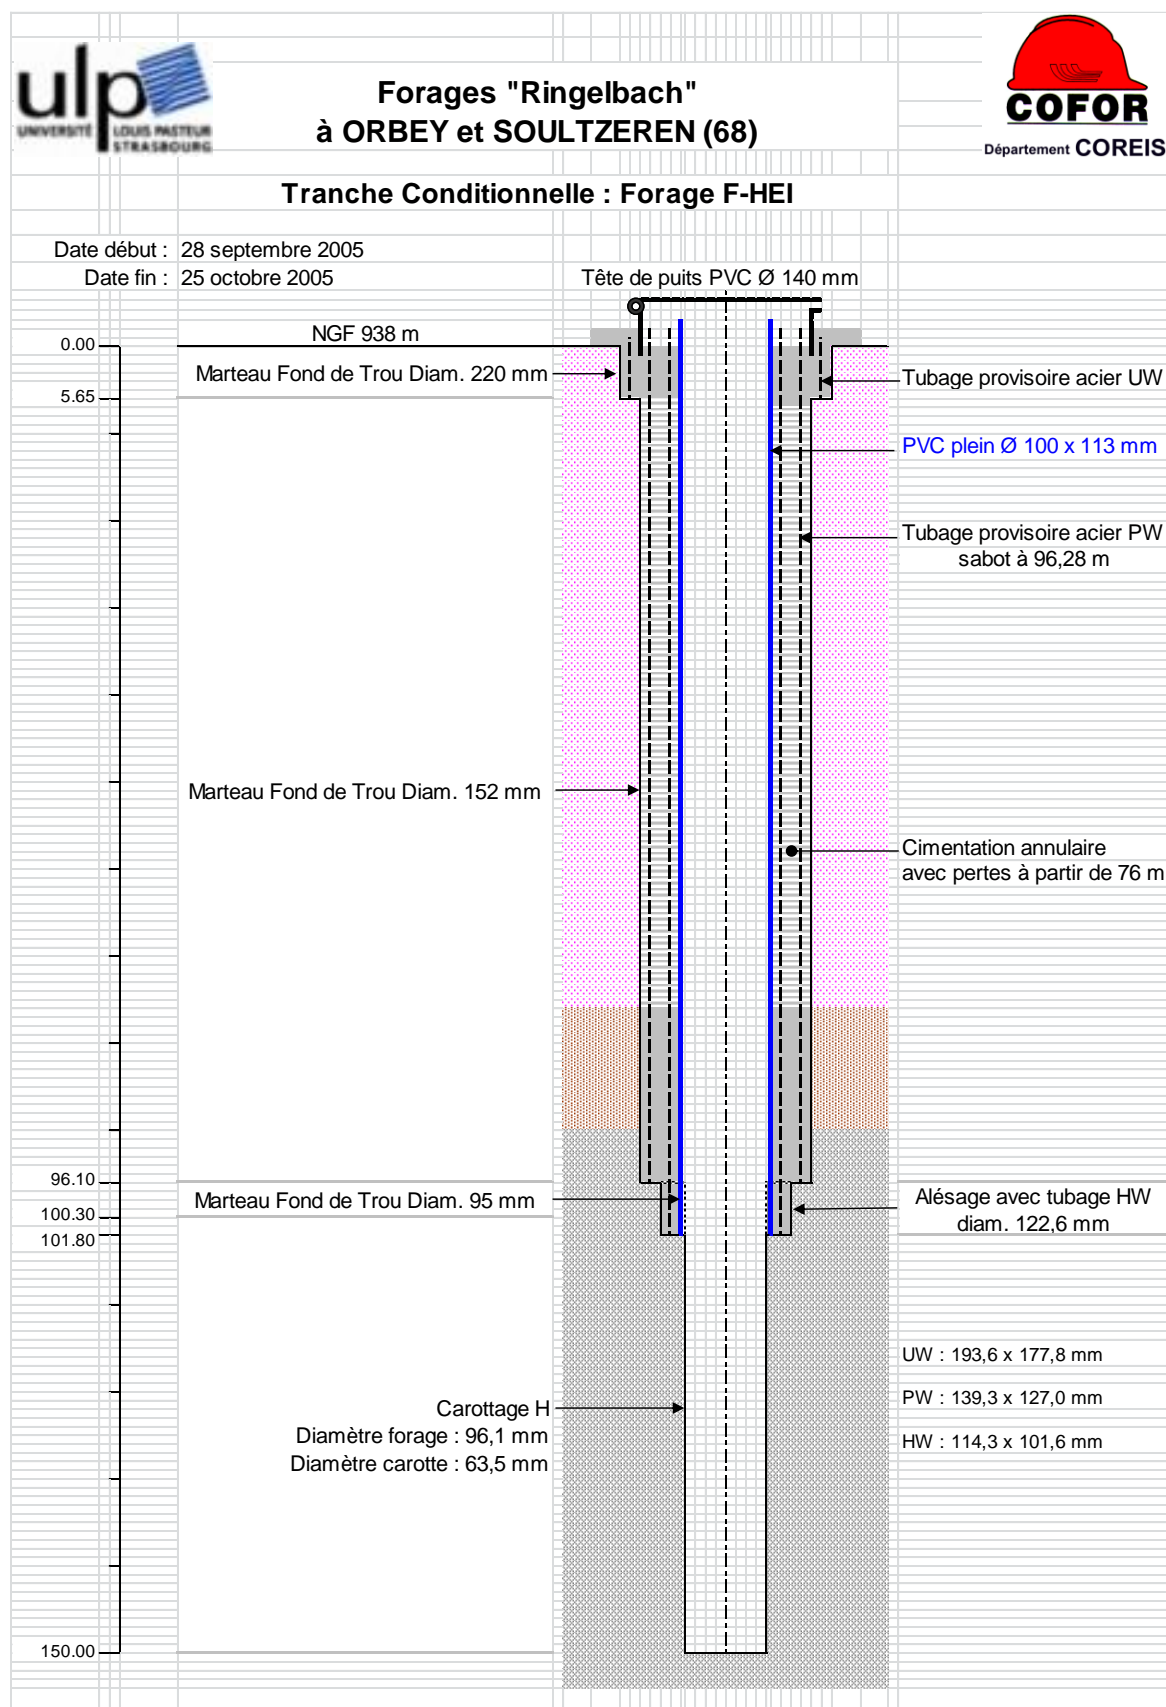 ulp
UNIVERSITÉ LOUIS PASTEUR
STRASBOURG
Forages "Ringelbach"
à ORBEY et SOULTZEREN (68)
COFOR
Département COREIS
Tranche Conditionnelle : Forage F-HEI
Date début : 28 septembre 2005
Date fin : 25 octobre 2005
Tête de puits PVC Ø 140 mm
NGF 938 m
0.00
Marteau Fond de Trou Diam. 220 mm
Tubage provisoire acier UW
5.65
PVC plein Ø 100 x 113 mm
Tubage provisoire acier PW
sabot à 96,28 m
Marteau Fond de Trou Diam. 152 mm
Cimentation annulaire
avec pertes à partir de 76 m
96.10
Marteau Fond de Trou Diam. 95 mm
Alésage avec tubage HW
diam. 122,6 mm
100.30
101.80
UW : 193,6 x 177,8 mm
PW : 139,3 x 127,0 mm
HW : 114,3 x 101,6 mm
Carottage H
Diamètre forage : 96,1 mm
Diamètre carotte : 63,5 mm
150.00